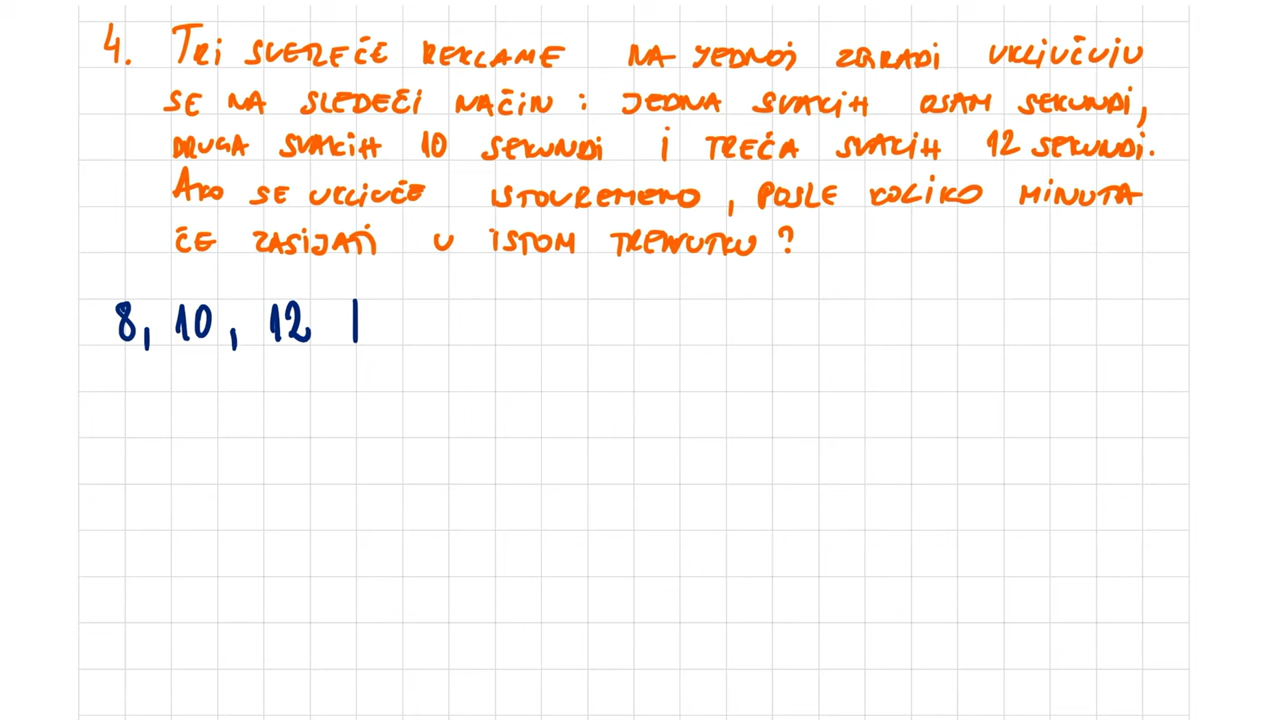 4. TRI SVETLEĆE REKLAME NA JEDNOJ ZGRADI UKLJUČUJU
SE NA SLEDEĆI NAČIN: JEDNA SVAKIH OSAM SEKUNDI,
DRUGA SVAKIH 10 SEKUNDI I TREĆA SVAKIH 12 SEKUNDI.
AKO SE UKLJUČE ISTOVREMENO, POSLE KOLIKO MINUTA
ĆE ZASIJATI U ISTOM TRENUTKU?
8, 10, 12 |